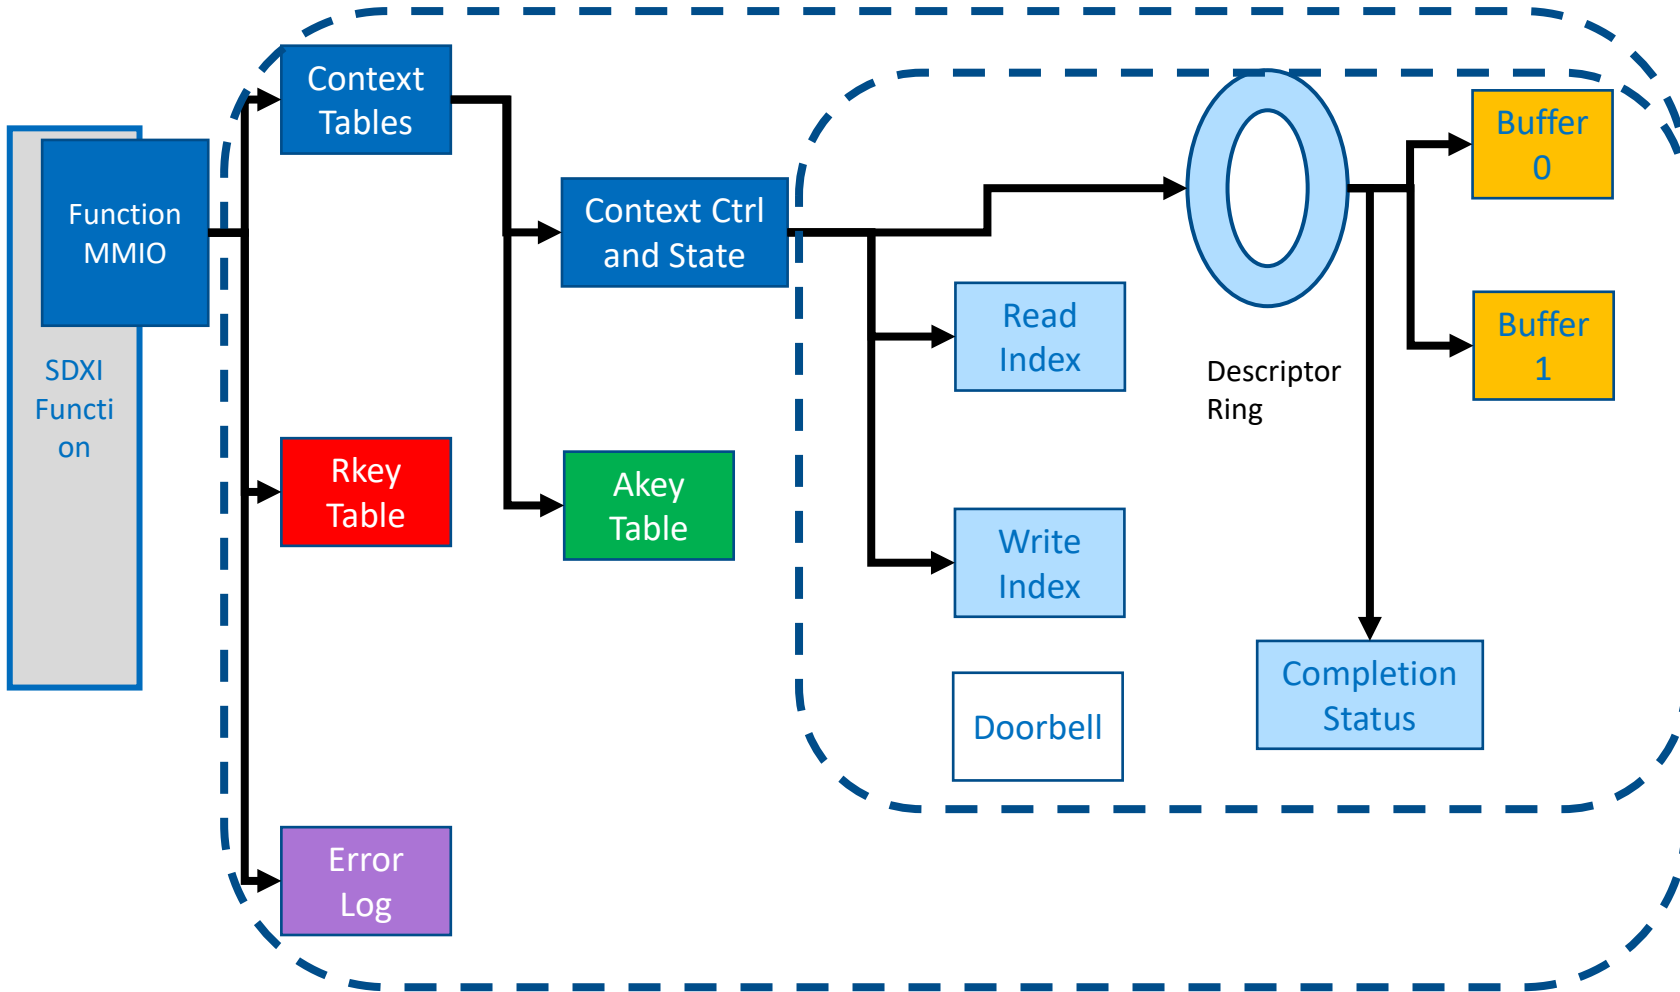 Context
Tables
Function
MMIO
SDXI
Functi
on
Rkey
Table
Error
Log
Context Ctrl
and State
Akey
Table
Read
Index
Write
Index
Doorbell
Descriptor
Ring
Completion
Status
Buffer
0
Buffer
1